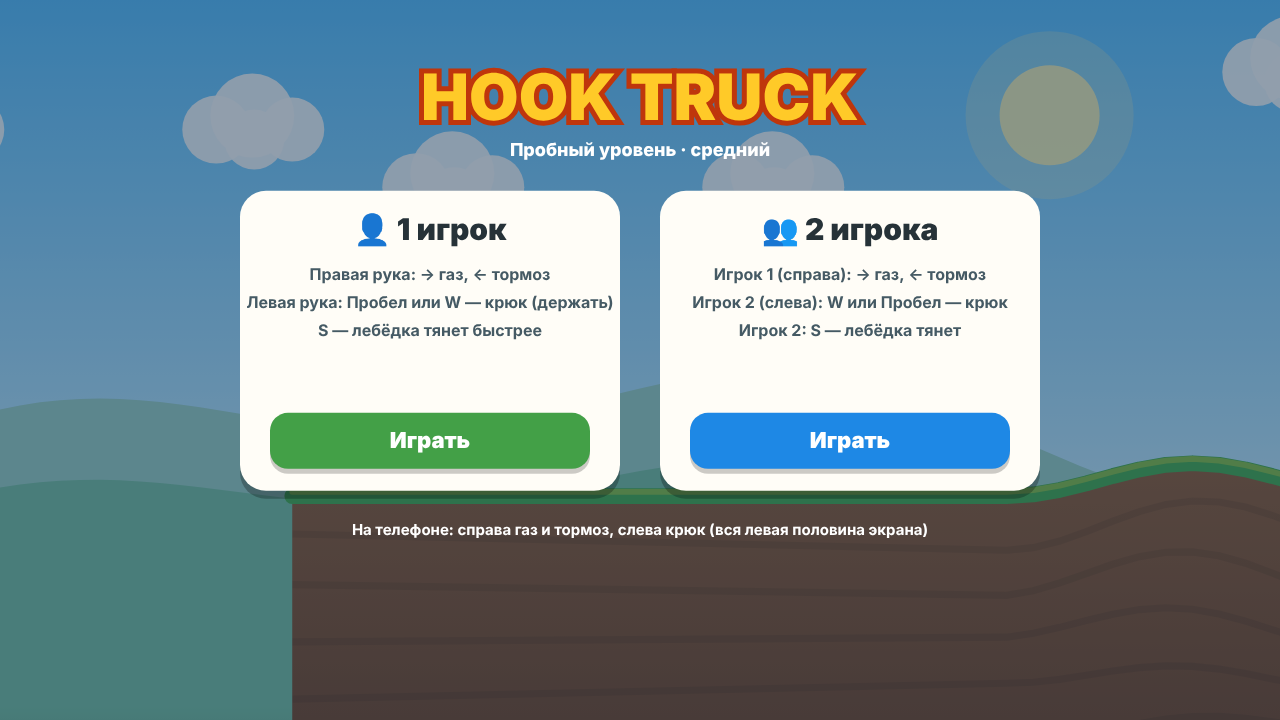 HOOK TRUCK
Пробный уровень · средний
👤 1 игрок
Правая рука: → газ, ← тормоз
Левая рука: Пробел или W — крюк (держать)
S — лебёдка тянет быстрее
Играть
👥 2 игрока
Игрок 1 (справа): → газ, ← тормоз
Игрок 2 (слева): W или Пробел — крюк
Игрок 2: S — лебёдка тянет
Играть
На телефоне: справа газ и тормоз, слева крюк (вся левая половина экрана)